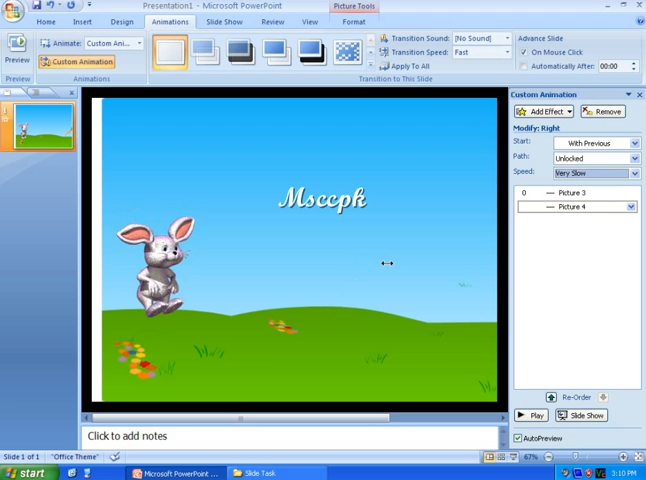 Presentation1 - Microsoft PowerPoint
Picture Tools
Home
Insert
Design
Animations
Slide Show
Review
View
Format
Preview
Animate:
Custom Ani...
Custom Animation
Transition Sound:
[No Sound]
Transition Speed:
Fast
Apply To All
Advance Slide
On Mouse Click
Automatically After:
00:00
Preview
Animations
Transition to This Slide
1
Msccpk
Click to add notes
Custom Animation
Add Effect
Remove
Modify: Right
Start:
With Previous
Path:
Unlocked
Speed:
Very Slow
0
Picture 3
Picture 4
Re-Order
Play
Slide Show
AutoPreview
Slide 1 of 1
"Office Theme"
67%
start
Microsoft PowerPoint ...
Slide Task
3:10 PM